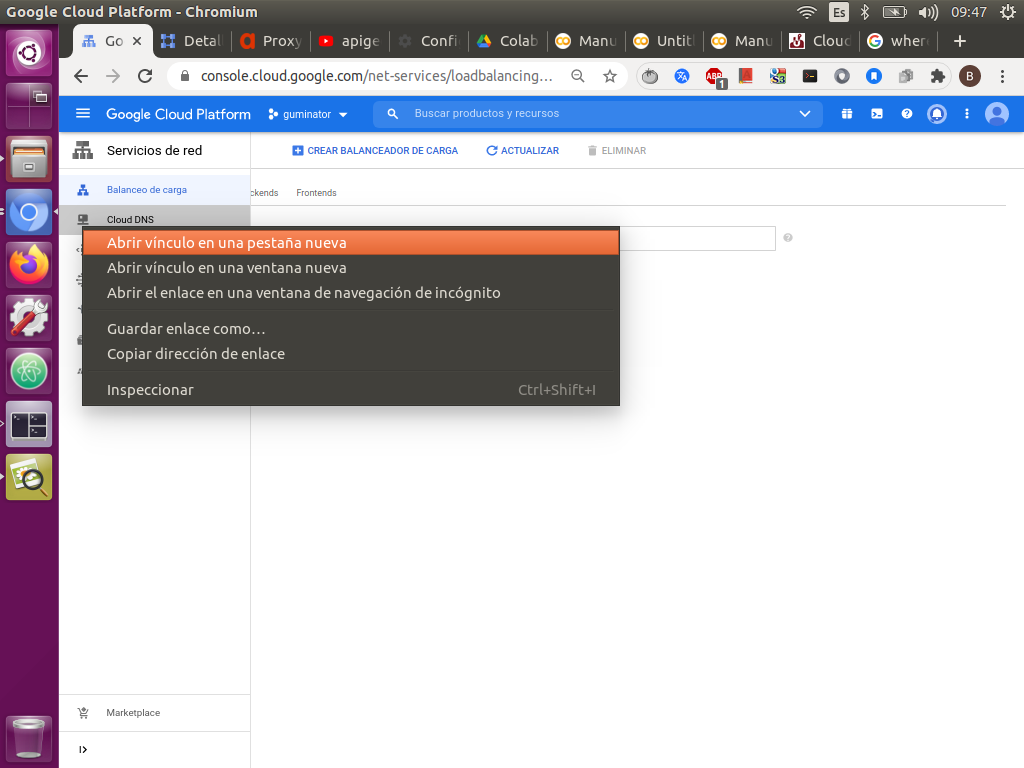 Google Cloud Platform - Chromium
Es
09:47
Go
Detal
Proxy
apige
Confi
Colab
Manu
Untitl
Manu
Cloud
where
console.cloud.google.com/net-services/loadbalancing...
ABP
1
B
Google Cloud Platform
guminator
Buscar productos y recursos
Servicios de red
CREAR BALANCEADOR DE CARGA
ACTUALIZAR
ELIMINAR
Balanceo de carga
ckends
Frontends
Cloud DNS
Abrir vínculo en una pestaña nueva
Abrir vínculo en una ventana nueva
Abrir el enlace en una ventana de navegación de incógnito
Guardar enlace como...
Copiar dirección de enlace
Inspeccionar
Ctrl+Shift+I
Marketplace